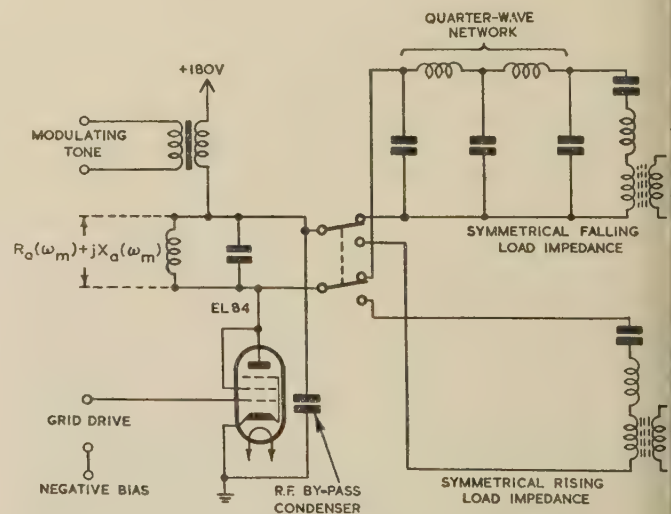 QUARTER-WAVE
NETWORK
+180V
MODULATING
TONE
Rₐ(ωₘ)+jXₐ(ωₘ)
SYMMETRICAL FALLING
LOAD IMPEDANCE
EL84
GRID DRIVE
NEGATIVE BIAS
R.F. BY-PASS
CONDENSER
SYMMETRICAL RISING
LOAD IMPEDANCE